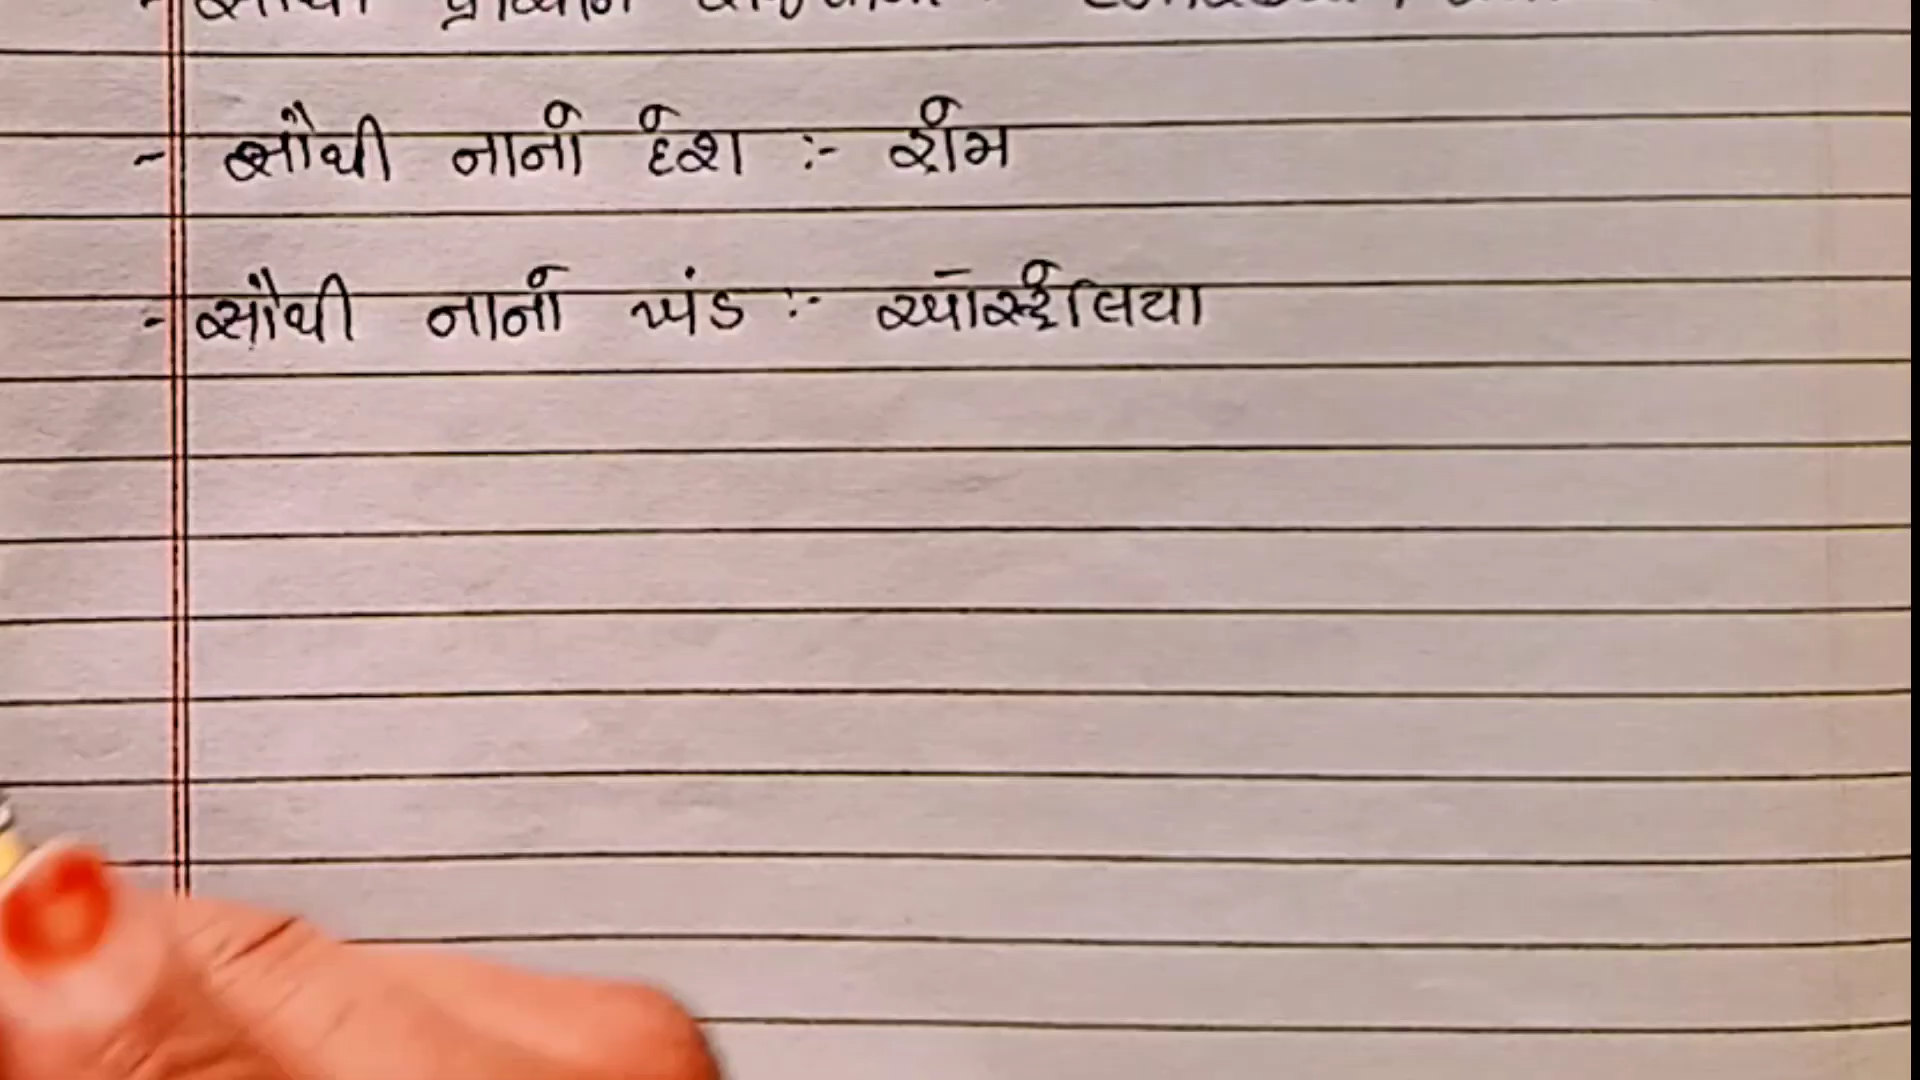 - સૌથી પ્રાચીન
- સૌથી નાનો દેશ :- રોમ
- સૌથી નાનો ખંડ :- ઓસ્ટ્રેલિયા